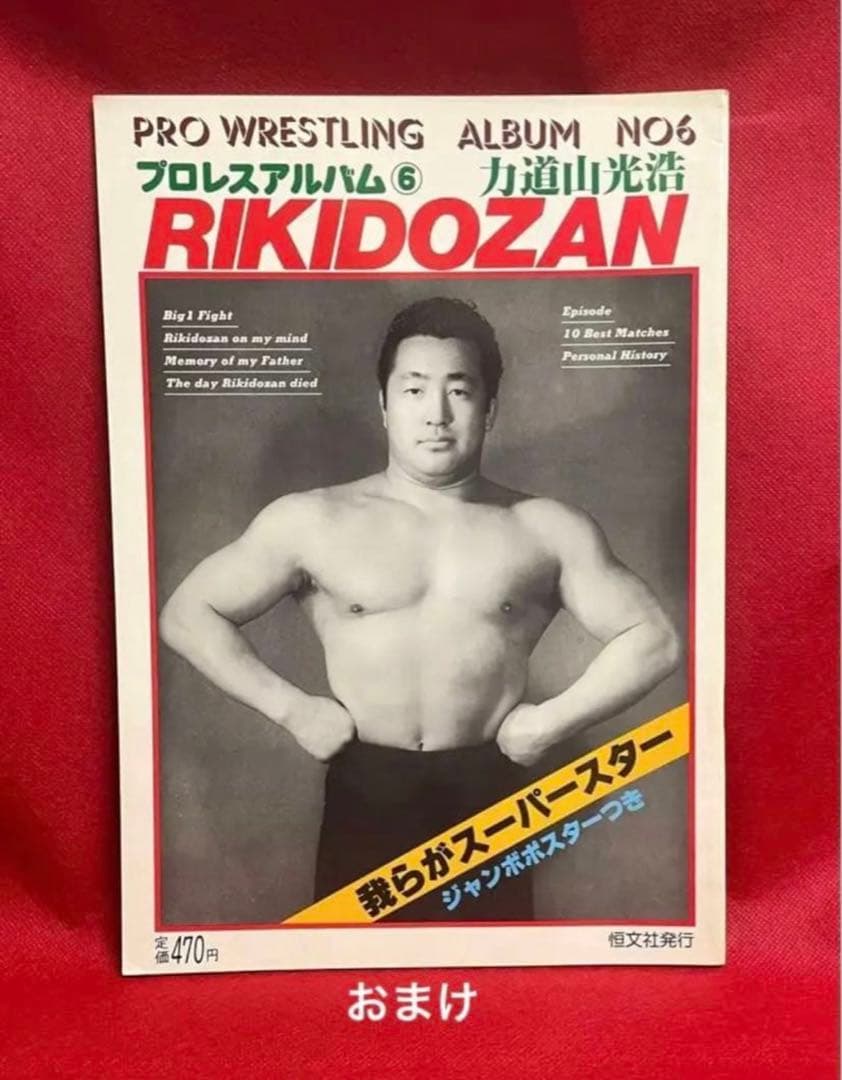 PRO WRESTLING ALBUM NO6
プロレスアルバム⑥ 力道山光浩
RIKIDOZAN
Big1 Fight
Rikidozan on my mind
Memory of my Father
The day Rikidozan died
Episode
10 Best Matches
Personal History
我らがスーパースター
ジャンボポスターつき
定価470円
恒文社発行
おまけ